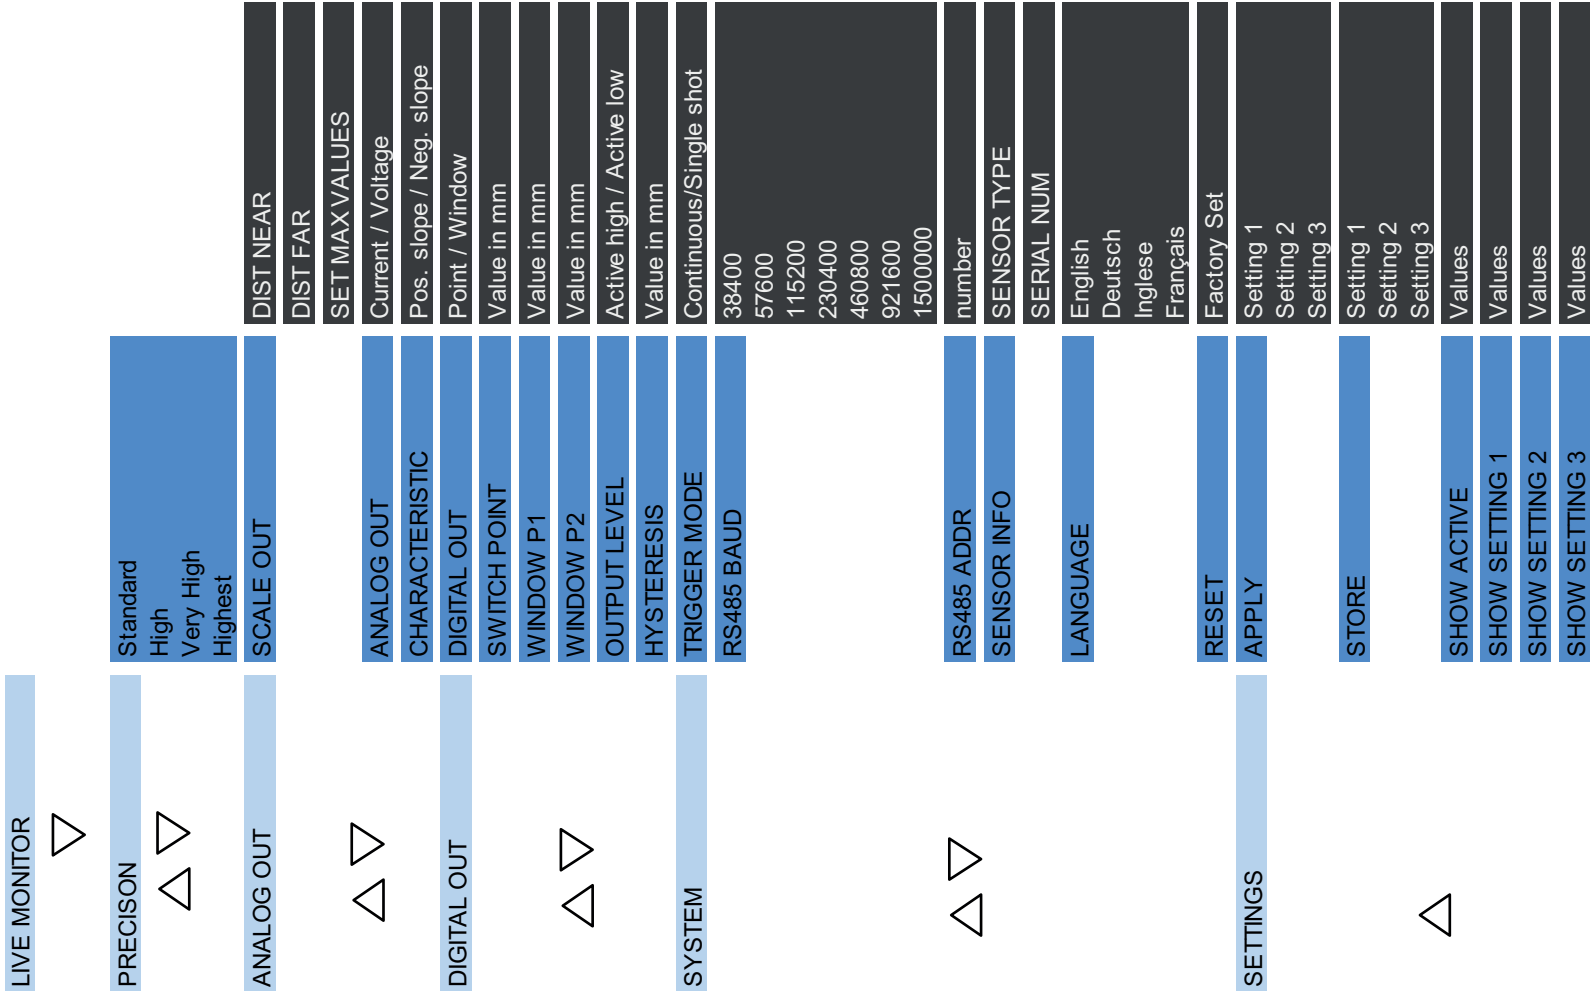 LIVE MONITOR
PRECISON
Standard
High
Very High
Highest
ANALOG OUT
SCALE OUT
DIST NEAR
DIST FAR
SET MAX VALUES
ANALOG OUT
Current / Voltage
CHARACTERISTIC
Pos. slope / Neg. slope
DIGITAL OUT
DIGITAL OUT
Point / Window
SWITCH POINT
Value in mm
WINDOW P1
Value in mm
WINDOW P2
Value in mm
OUTPUT LEVEL
Active high / Active low
HYSTERESIS
Value in mm
SYSTEM
TRIGGER MODE
Continuous/Single shot
RS485 BAUD
38400
57600
115200
230400
460800
921600
1500000
RS485 ADDR
number
SENSOR INFO
SENSOR TYPE
SERIAL NUM
LANGUAGE
English
Deutsch
Inglese
Français
RESET
Factory Set
SETTINGS
APPLY
Setting 1
Setting 2
Setting 3
STORE
Setting 1
Setting 2
Setting 3
SHOW ACTIVE
Values
SHOW SETTING 1
Values
SHOW SETTING 2
Values
SHOW SETTING 3
Values